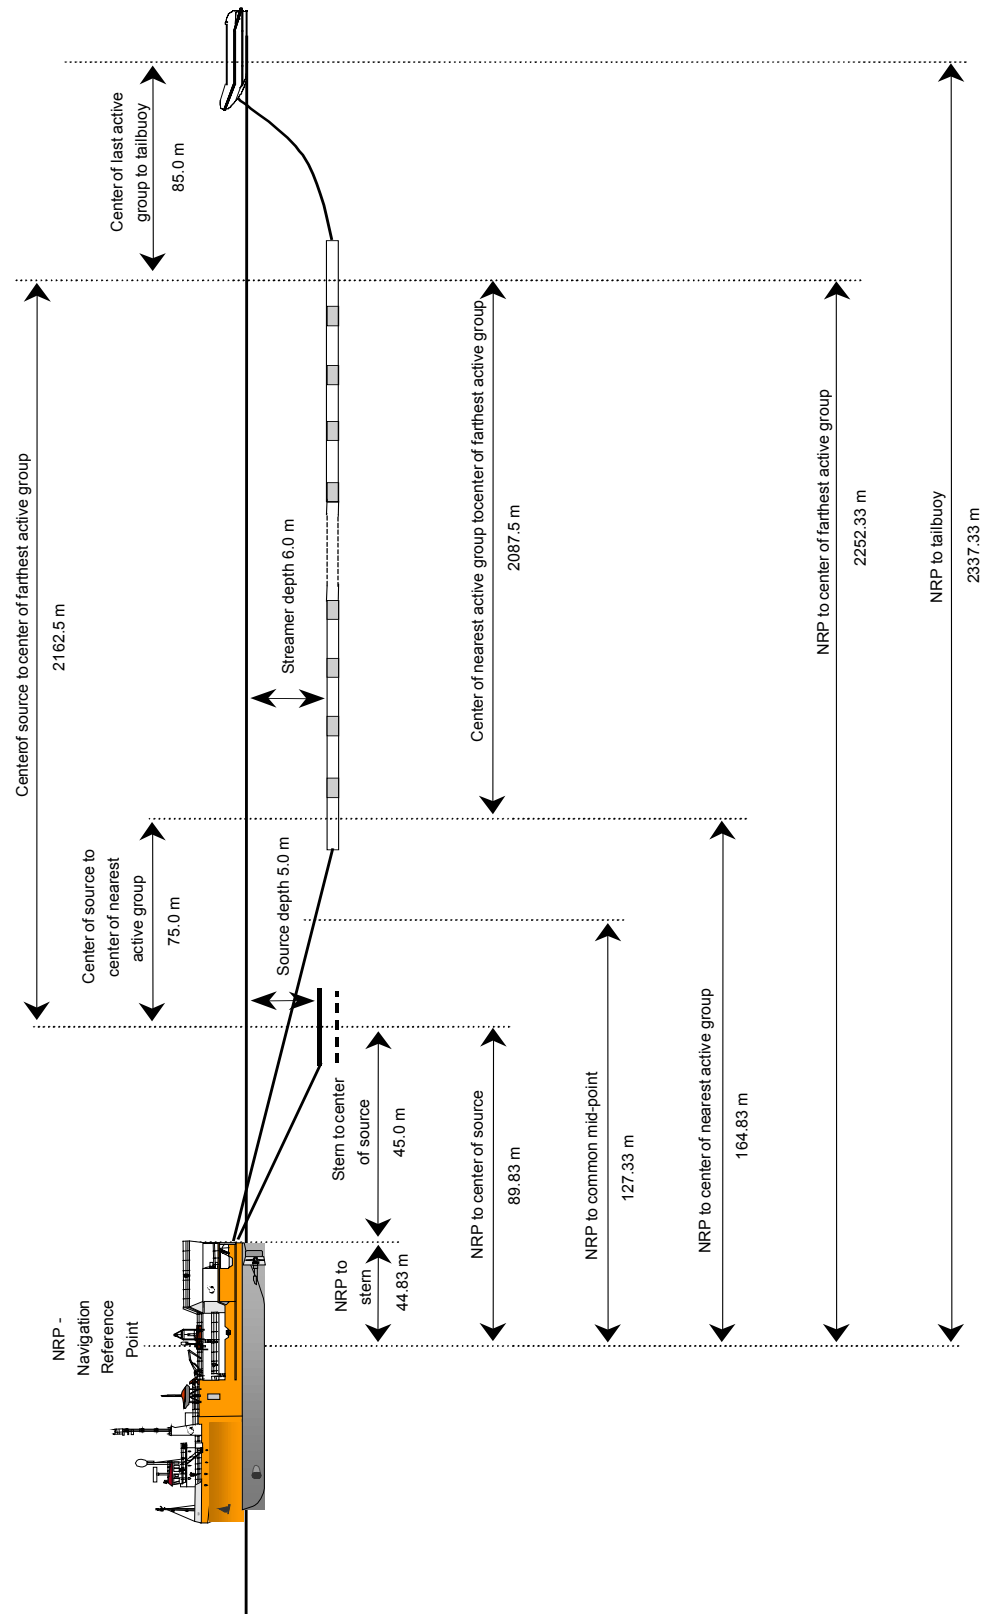 Center of last active
group to tailbuoy
85.0 m
Centerof source to center of farthest active group
2162.5 m
Center of source to
center of nearest
active group
75.0 m
Streamer depth 6.0 m
Source depth 5.0 m
Center of nearest active group tocenter of farthest active group
2087.5 m
NRP to center of farthest active group
2252.33 m
NRP to tailbuoy
2337.33 m
Stern to center
of source
45.0 m
NRP to center of source
89.83 m
NRP to common mid-point
127.33 m
NRP to center of nearest active group
164.83 m
NRP to
stern
44.83 m
NRP -
Navigation
Reference
Point